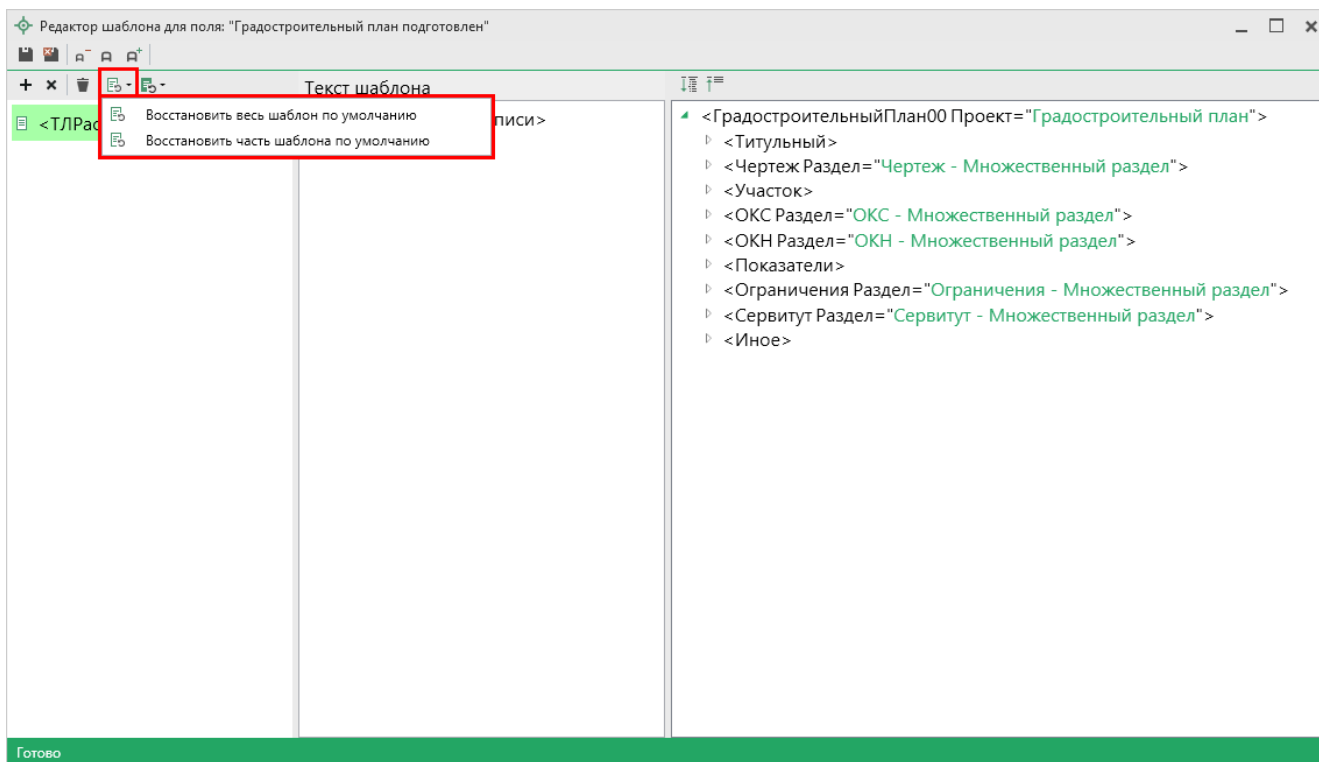 Редактор шаблона для поля: "Градостроительный план подготовлен"
Текст шаблона
<ТЛРас
Восстановить весь шаблон по умолчанию
Восстановить часть шаблона по умолчанию
писи>
<ГрадостроительныйПлан00 Проект="Градостроительный план">
<Титульный>
<Чертеж Раздел="Чертеж - Множественный раздел">
<Участок>
<ОКС Раздел="ОКС - Множественный раздел">
<ОКН Раздел="ОКН - Множественный раздел">
<Показатели>
<Ограничения Раздел="Ограничения - Множественный раздел">
<Сервитут Раздел="Сервитут - Множественный раздел">
<Иное>
Готово